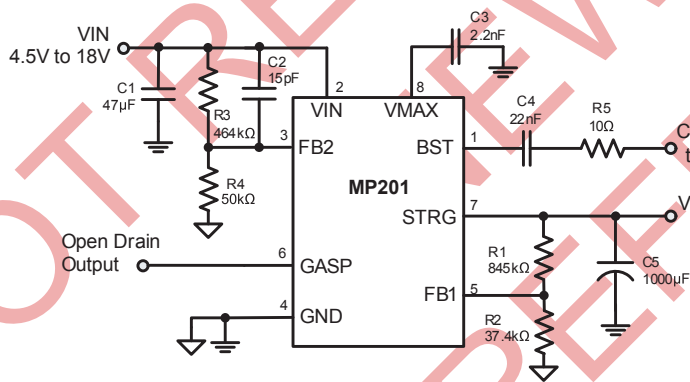 VIN
4.5V to 18V
C1
47µF
R3
464kΩ
C2
15pF
R4
50kΩ
Open Drain
Output
2
VIN
3
FB2
6
GASP
4
GND
MP201
8
VMAX
1
BST
7
STRG
5
FB1
C3
2.2nF
C4
22nF
R5
10Ω
C
t
V
R1
845kΩ
R2
37.4kΩ
C5
1000µF